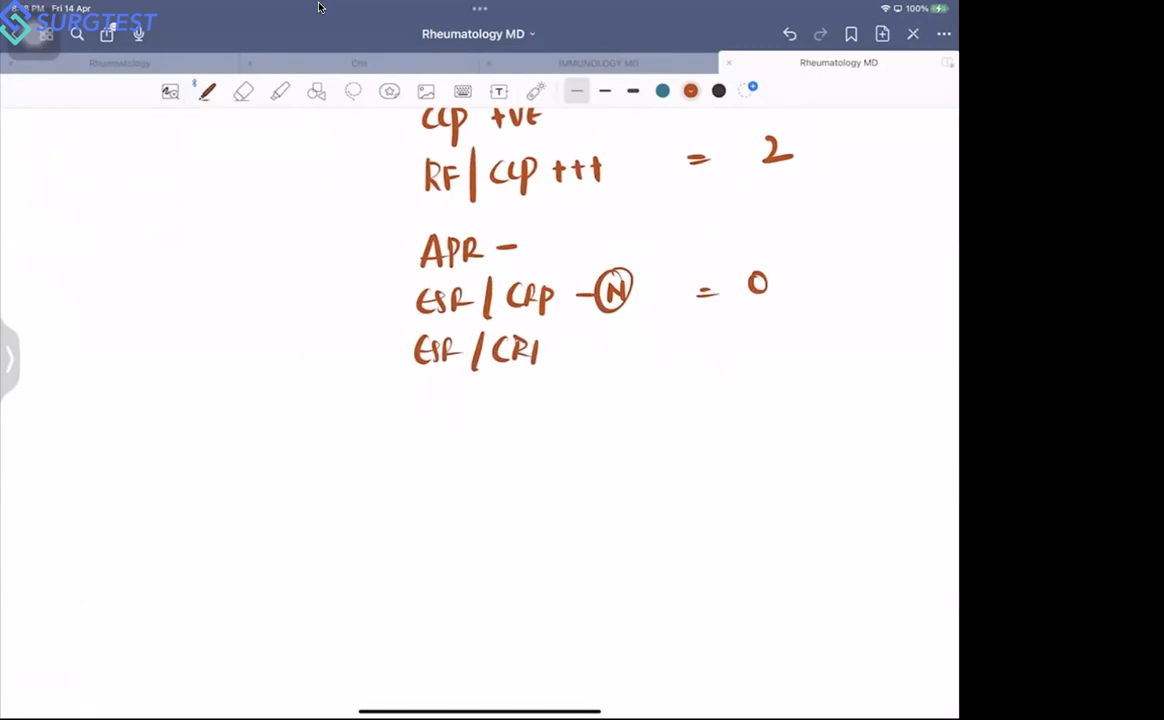 Fri 14 Apr
100%
SURGTEST
Rheumatology MD
Rheumatology
IMMUNOLOGY MD
Rheumatology MD
T
CCP +VE
RF | CCP +++ = 2
APR -
ESR / CRP - N = 0
ESR / CRI